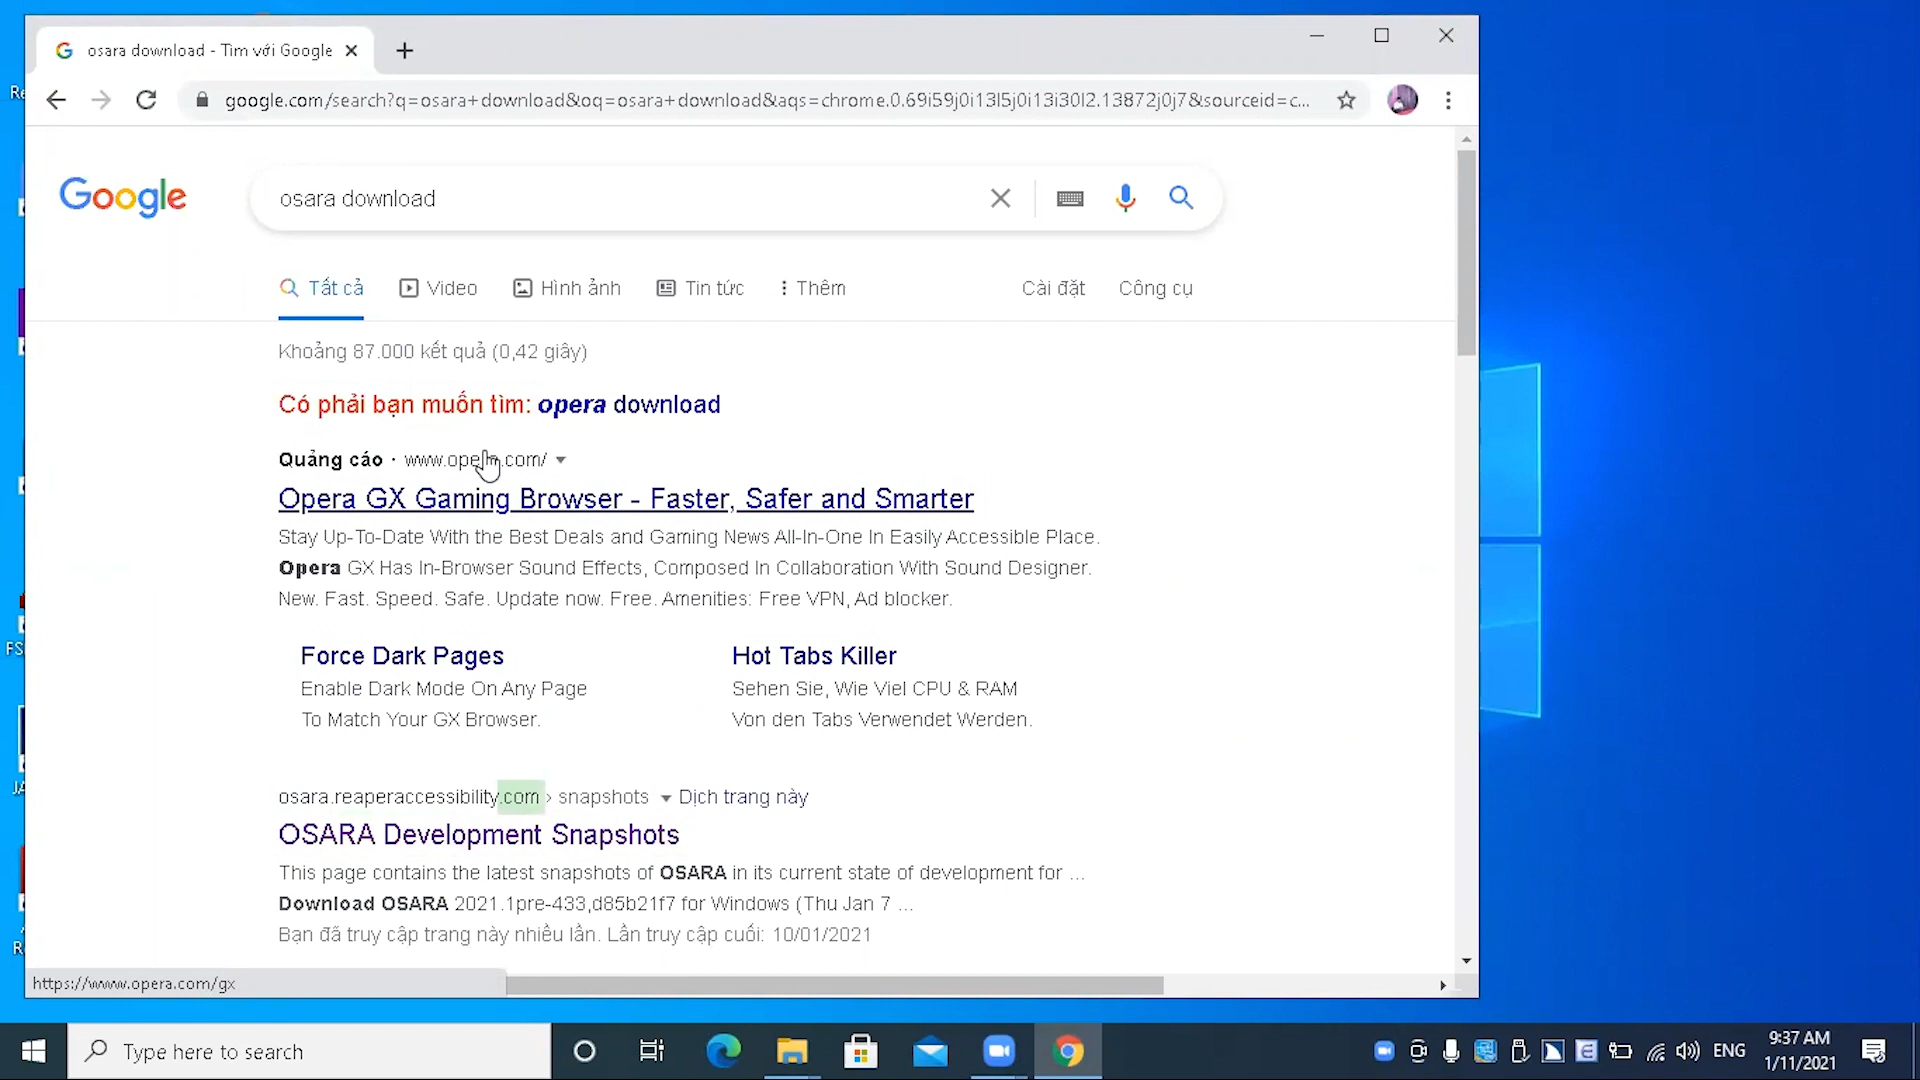 osara download - Tìm với Google
google.com/search?q=osara+download&oq=osara+download&aqs=chrome.0.69i59j0i13l5j0i13i30l2.13872j0j7&sourceid=c...
Google
osara download
Tất cả
Video
Hình ảnh
Tin tức
Thêm
Cài đặt
Công cụ
Khoảng 87.000 kết quả (0,42 giây)
Có phải bạn muốn tìm: opera download
Quảng cáo · www.opera.com/
Opera GX Gaming Browser - Faster, Safer and Smarter
Stay Up-To-Date With the Best Deals and Gaming News All-In-One In Easily Accessible Place.
Opera GX Has In-Browser Sound Effects, Composed In Collaboration With Sound Designer.
New. Fast. Speed. Safe. Update now. Free. Amenities: Free VPN, Ad blocker.
Force Dark Pages
Enable Dark Mode On Any Page
To Match Your GX Browser.
Hot Tabs Killer
Sehen Sie, Wie Viel CPU & RAM
Von den Tabs Verwendet Werden.
osara.reaperaccessibility.com › snapshots
Dịch trang này
OSARA Development Snapshots
This page contains the latest snapshots of OSARA in its current state of development for ...
Download OSARA 2021.1pre-433,d85b21f7 for Windows (Thu Jan 7 ...
Bạn đã truy cập trang này nhiều lần. Lần truy cập cuối: 10/01/2021
https://www.opera.com/gx
Type here to search
ENG
9:37 AM
1/11/2021